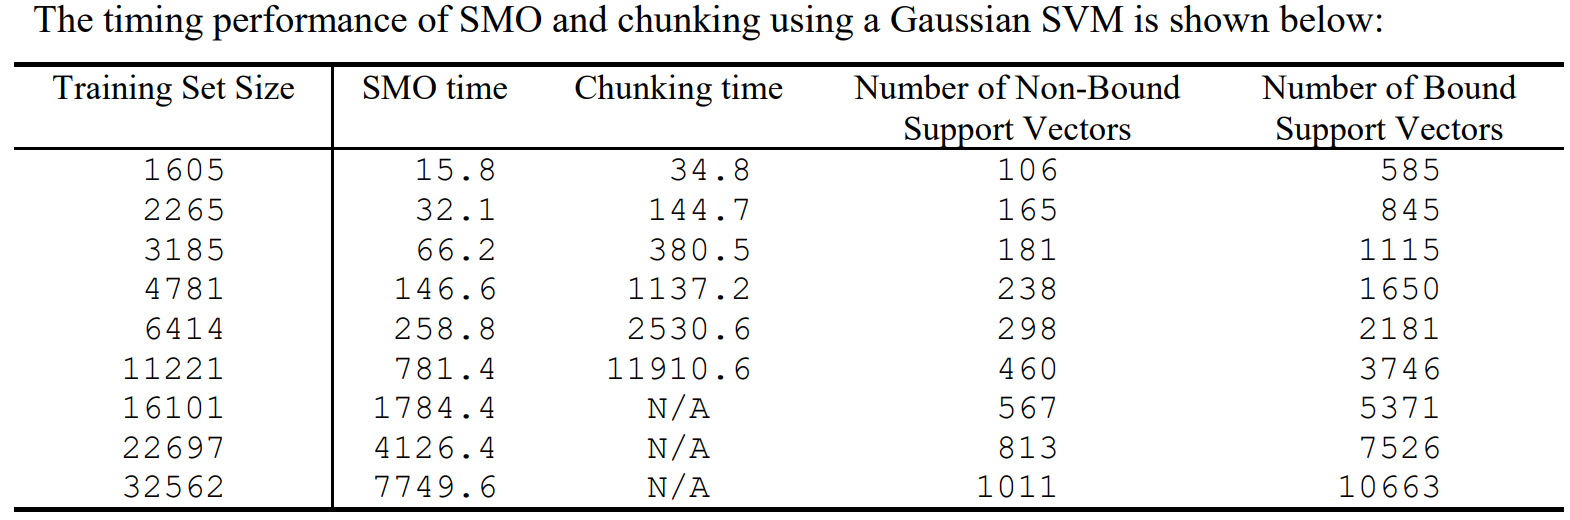 The timing performance of SMO and chunking using a Gaussian SVM is shown below:
Training Set Size SMO time Chunking time Number of Non-Bound Support Vectors Number of Bound Support Vectors
1605 15.8 34.8 106 585
2265 32.1 144.7 165 845
3185 66.2 380.5 181 1115
4781 146.6 1137.2 238 1650
6414 258.8 2530.6 298 2181
11221 781.4 11910.6 460 3746
16101 1784.4 N/A 567 5371
22697 4126.4 N/A 813 7526
32562 7749.6 N/A 1011 10663